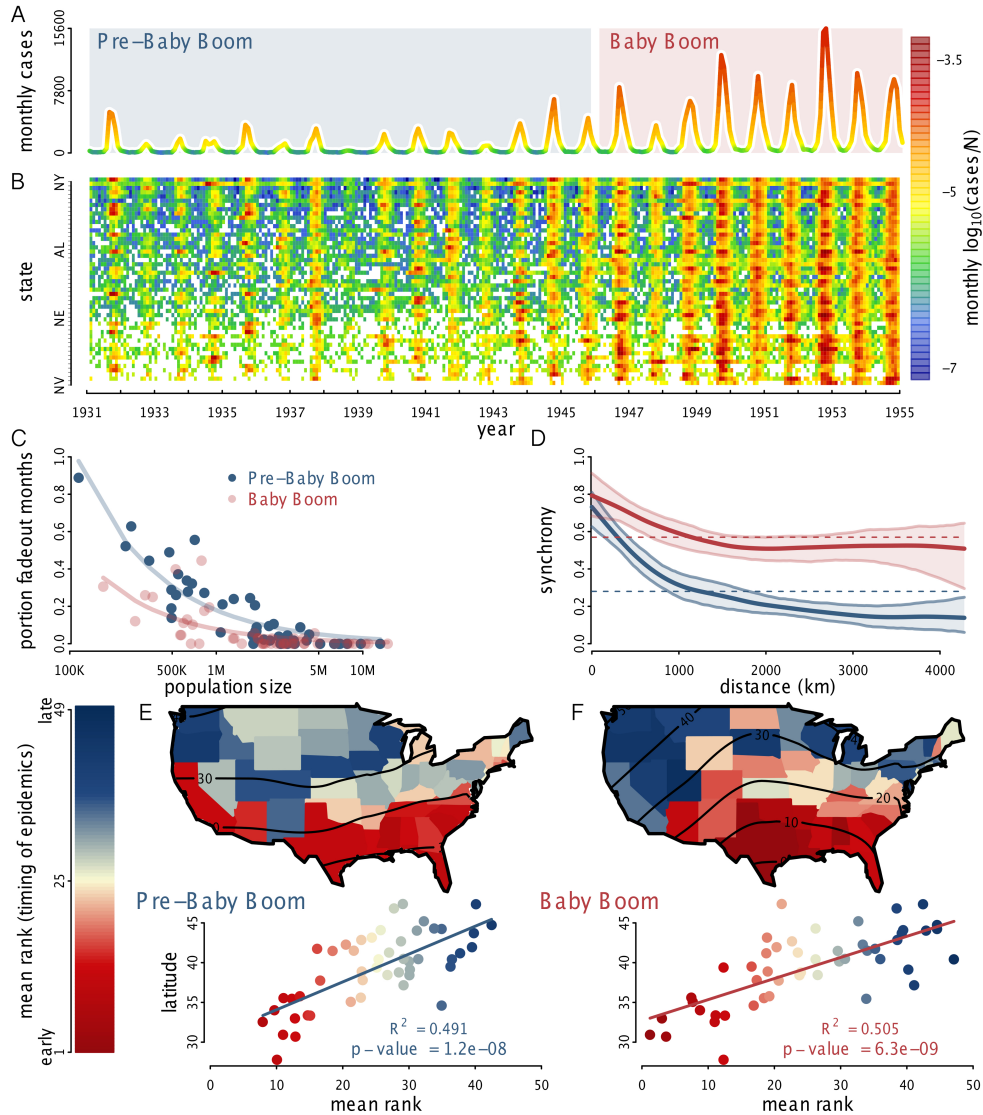 A
monthly cases
15600
7800
0
Pre–Baby Boom
Baby Boom
–3.5
–5
–7
monthly log10(cases/N)
B
state
NY
AL
NE
NV
1931 1933 1935 1937 1939 1941 1943 1945 1947 1949 1951 1953 1955
year
C
portion fadeout months
1.0
0.8
0.6
0.4
0.2
0.0
Pre–Baby Boom
Baby Boom
100K 500K 1M 5M 10M
population size
D
synchrony
1.0
0.8
0.6
0.4
0.2
0.0
0 1000 2000 3000 4000
distance (km)
mean rank (timing of epidemics)
late
49
25
1
early
E
30
0
Pre–Baby Boom
latitude
45
40
35
30
R2 = 0.491
p – value = 1.2e–08
0 10 20 30 40 50
mean rank
F
40
30
20
10
Baby Boom
45
40
35
30
R2 = 0.505
p – value = 6.3e–09
0 10 20 30 40 50
mean rank